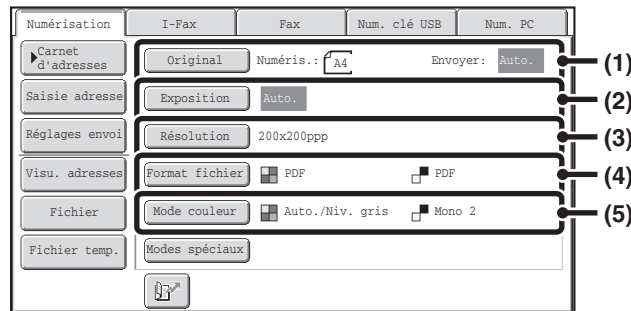 Numérisation I-Fax Fax Num. clé USB Num. PC
Carnet d'adresses
Original Numéris.: A4 Envoyer: Auto. (1)
Saisie adresse Exposition Auto. (2)
Réglages envoi Résolution 200x200ppp (3)
Visu. adresses Format fichier PDF PDF (4)
Fichier Mode couleur Auto./Niv. gris Mono 2 (5)
Fichier temp. Modes spéciaux